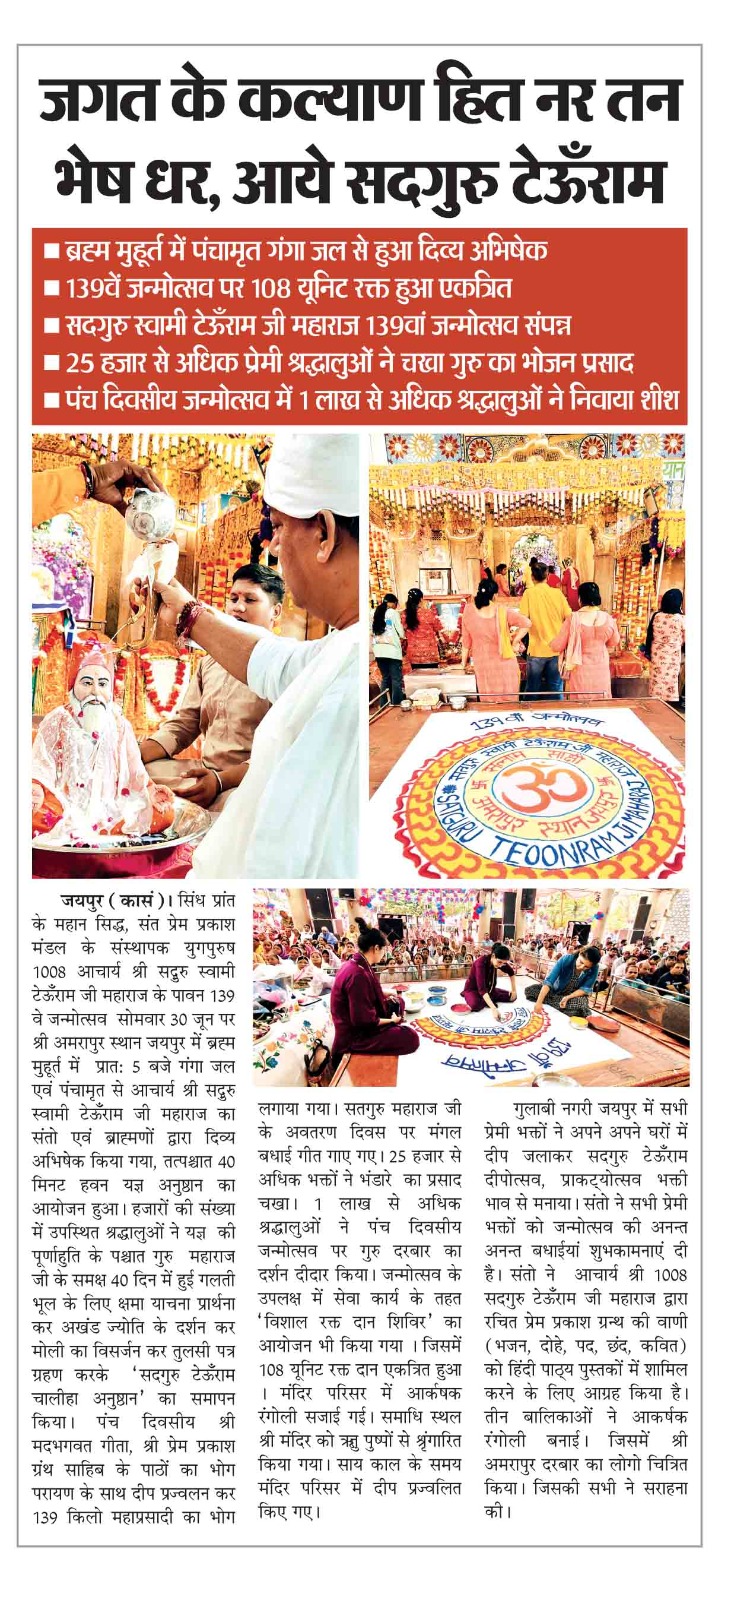 जगत के कल्याण हित नर तन
भेष धर, आये सदगुरु टेऊँराम
■ ब्रह्म मुहूर्त में पंचामृत गंगा जल से हुआ दिव्य अभिषेक
■ 139वें जन्मोत्सव पर 108 यूनिट रक्त हुआ एकत्रित
■ सदगुरु स्वामी टेऊँराम जी महाराज 139वां जन्मोत्सव संपन्न
■ 25 हजार से अधिक प्रेमी श्रद्धालुओं ने चखा गुरु का भोजन प्रसाद
■ पंच दिवसीय जन्मोत्सव में 1 लाख से अधिक श्रद्धालुओं ने निवाया शीश
यान
139 वी जन्मोत्सव
सतगुरु स्वामी टेऊँराम जी महाराज
सतनाम साक्षी
ॐ
अमरापुर स्थान जयपुर
SATGURU TEOONRAM JI MAHARAJ
139वी
जन्मोत्सव
जयपुर (कासं)। सिंध प्रांत
के महान सिद्ध, संत प्रेम प्रकाश
मंडल के संस्थापक युगपुरुष
1008 आचार्य श्री सद्गुरु स्वामी
टेऊँराम जी महाराज के पावन 139
वे जन्मोत्सव सोमवार 30 जून पर
श्री अमरापुर स्थान जयपुर में ब्रह्म
मुहूर्त में प्रात: 5 बजे गंगा जल
एवं पंचामृत से आचार्य श्री सद्गुरु
स्वामी टेऊँराम जी महाराज का
संतो एवं ब्राह्मणों द्वारा दिव्य
अभिषेक किया गया, तत्पश्चात 40
मिनट हवन यज्ञ अनुष्ठान का
आयोजन हुआ। हजारों की संख्या
में उपस्थित श्रद्धालुओं ने यज्ञ की
पूर्णाहुति के पश्चात गुरु महाराज
जी के समक्ष 40 दिन में हुई गलती
भूल के लिए क्षमा याचना प्रार्थना
कर अखंड ज्योति के दर्शन कर
मोली का विसर्जन कर तुलसी पत्र
ग्रहण करके ‘सदगुरु टेऊँराम
चालीहा अनुष्ठान’ का समापन
किया। पंच दिवसीय श्री
मदभगवत गीता, श्री प्रेम प्रकाश
ग्रंथ साहिब के पाठों का भोग
परायण के साथ दीप प्रज्वलन कर
139 किलो महाप्रसादी का भोग
लगाया गया। सतगुरु महाराज जी
के अवतरण दिवस पर मंगल
बधाई गीत गाए गए। 25 हजार से
अधिक भक्तों ने भंडारे का प्रसाद
चखा। 1 लाख से अधिक
श्रद्धालुओं ने पंच दिवसीय
जन्मोत्सव पर गुरु दरबार का
दर्शन दीदार किया। जन्मोत्सव के
उपलक्ष में सेवा कार्य के तहत
‘विशाल रक्त दान शिविर’ का
आयोजन भी किया गया । जिसमें
108 यूनिट रक्त दान एकत्रित हुआ
। मंदिर परिसर में आर्कषक
रंगोली सजाई गई। समाधि स्थल
श्री मंदिर को ऋतु पुष्पों से श्रृंगारित
किया गया। साय काल के समय
मंदिर परिसर में दीप प्रज्वलित
किए गए।
गुलाबी नगरी जयपुर में सभी
प्रेमी भक्तों ने अपने अपने घरों में
दीप जलाकर सदगुरु टेऊँराम
दीपोत्सव, प्राकट्योत्सव भक्ती
भाव से मनाया। संतो ने सभी प्रेमी
भक्तों को जन्मोत्सव की अनन्त
अनन्त बधाईयां शुभकामनाएं दी
है। संतो ने आचार्य श्री 1008
सदगुरु टेऊँराम जी महाराज द्वारा
रचित प्रेम प्रकाश ग्रन्थ की वाणी
(भजन, दोहे, पद, छंद, कवित)
को हिंदी पाठ्य पुस्तकों में शामिल
करने के लिए आग्रह किया है।
तीन बालिकाओं ने आकर्षक
रंगोली बनाई। जिसमें श्री
अमरापुर दरबार का लोगो चित्रित
किया। जिसकी सभी ने सराहना
की।